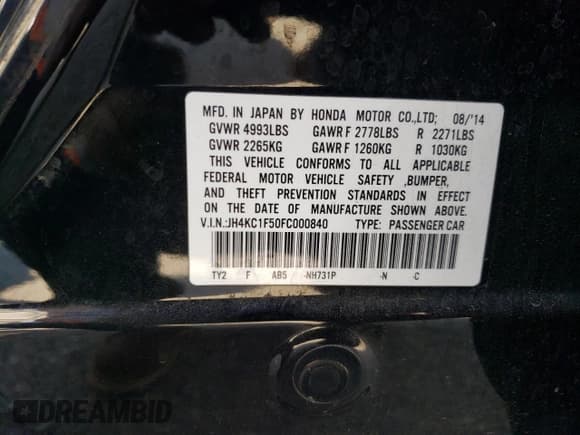 MFD. IN JAPAN BY HONDA MOTOR CO.,LTD; 08/'14
GVWR 4993LBS GAWR F 2778LBS R 2271LBS
GVWR 2265KG GAWR F 1260KG R 1030KG
THIS VEHICLE CONFORMS TO ALL APPLICABLE
FEDERAL MOTOR VEHICLE SAFETY ,BUMPER,
AND THEFT PREVENTION STANDARDS IN EFFECT
ON THE DATE OF MANUFACTURE SHOWN ABOVE.
V.I.N.:JH4KC1F50FC000840 TYPE: PASSENGER CAR
TY2 F AB5 -NH731P -N -C
DREAMBID